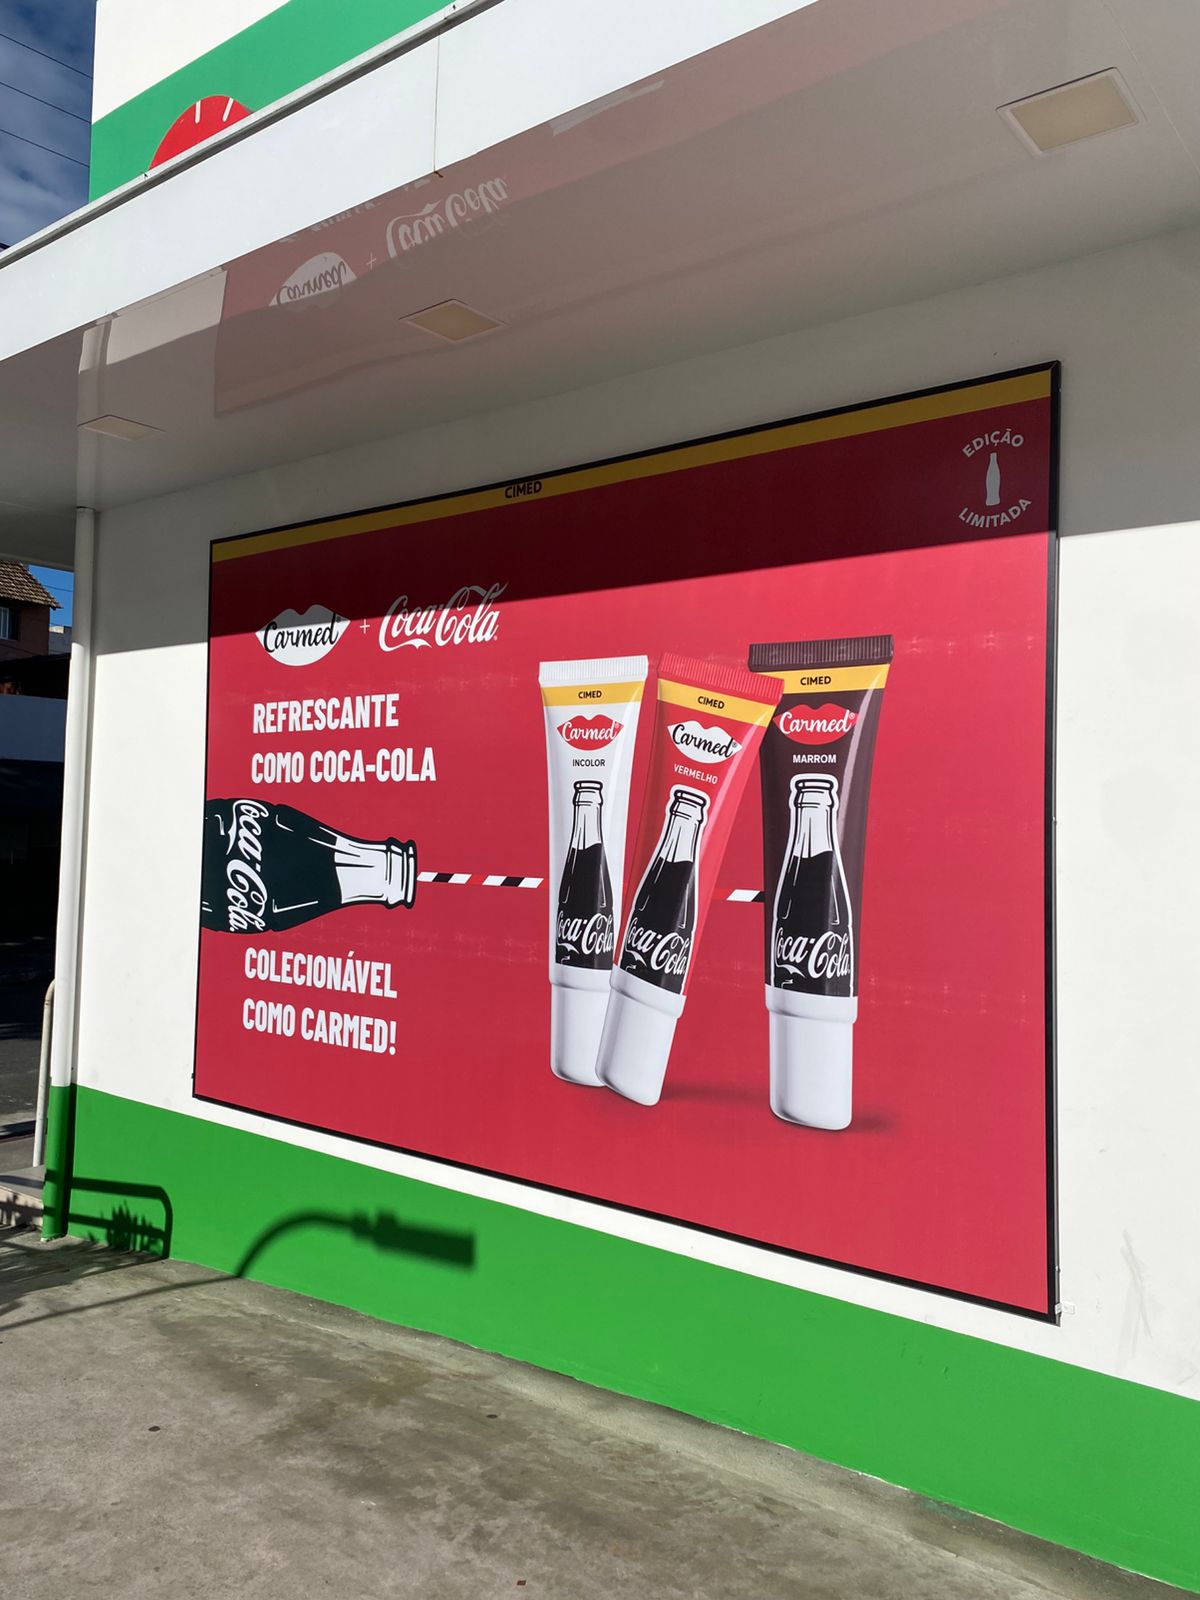 CIMED
EDIÇÃO
LIMITADA
Carmed + Coca-Cola
REFRESCANTE
COMO COCA-COLA
Coca-Cola
COLECIONÁVEL
COMO CARMED!
CIMED
Carmed
INCOLOR
Coca-Cola
CIMED
Carmed
VERMELHO
Coca-Cola
CIMED
Carmed
MARROM
Coca-Cola